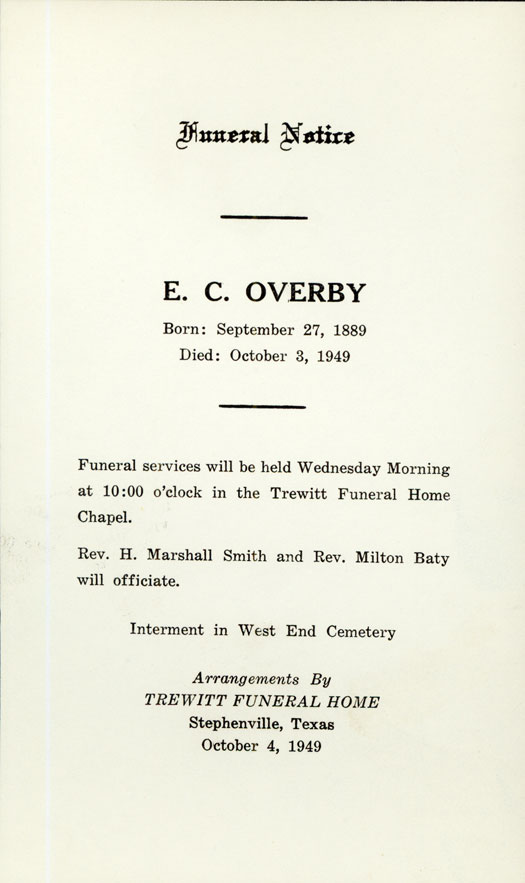 Funeral Notice
E. C. OVERBY
Born: September 27, 1889
Died: October 3, 1949
Funeral services will be held Wednesday Morning
at 10:00 o'clock in the Trewitt Funeral Home
Chapel.
Rev. H. Marshall Smith and Rev. Milton Baty
will officiate.
Interment in West End Cemetery
Arrangements By
TREWITT FUNERAL HOME
Stephenville, Texas
October 4, 1949